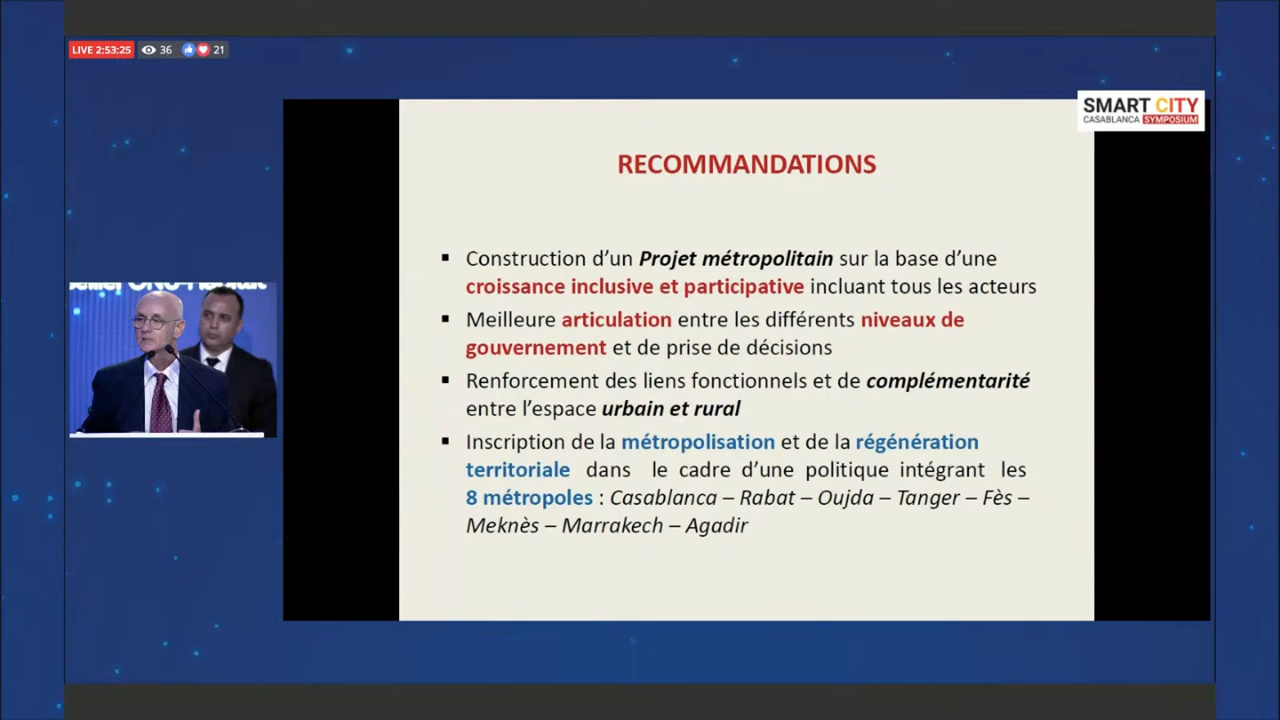 LIVE 2:53:25 36 21
SMART CITY
CASABLANCA SYMPOSIUM
RECOMMANDATIONS
▪ Construction d’un Projet métropolitain sur la base d’une
croissance inclusive et participative incluant tous les acteurs
▪ Meilleure articulation entre les différents niveaux de
gouvernement et de prise de décisions
▪ Renforcement des liens fonctionnels et de complémentarité
entre l’espace urbain et rural
▪ Inscription de la métropolisation et de la régénération
territoriale dans le cadre d’une politique intégrant les
8 métropoles : Casablanca – Rabat – Oujda – Tanger – Fès –
Meknès – Marrakech – Agadir